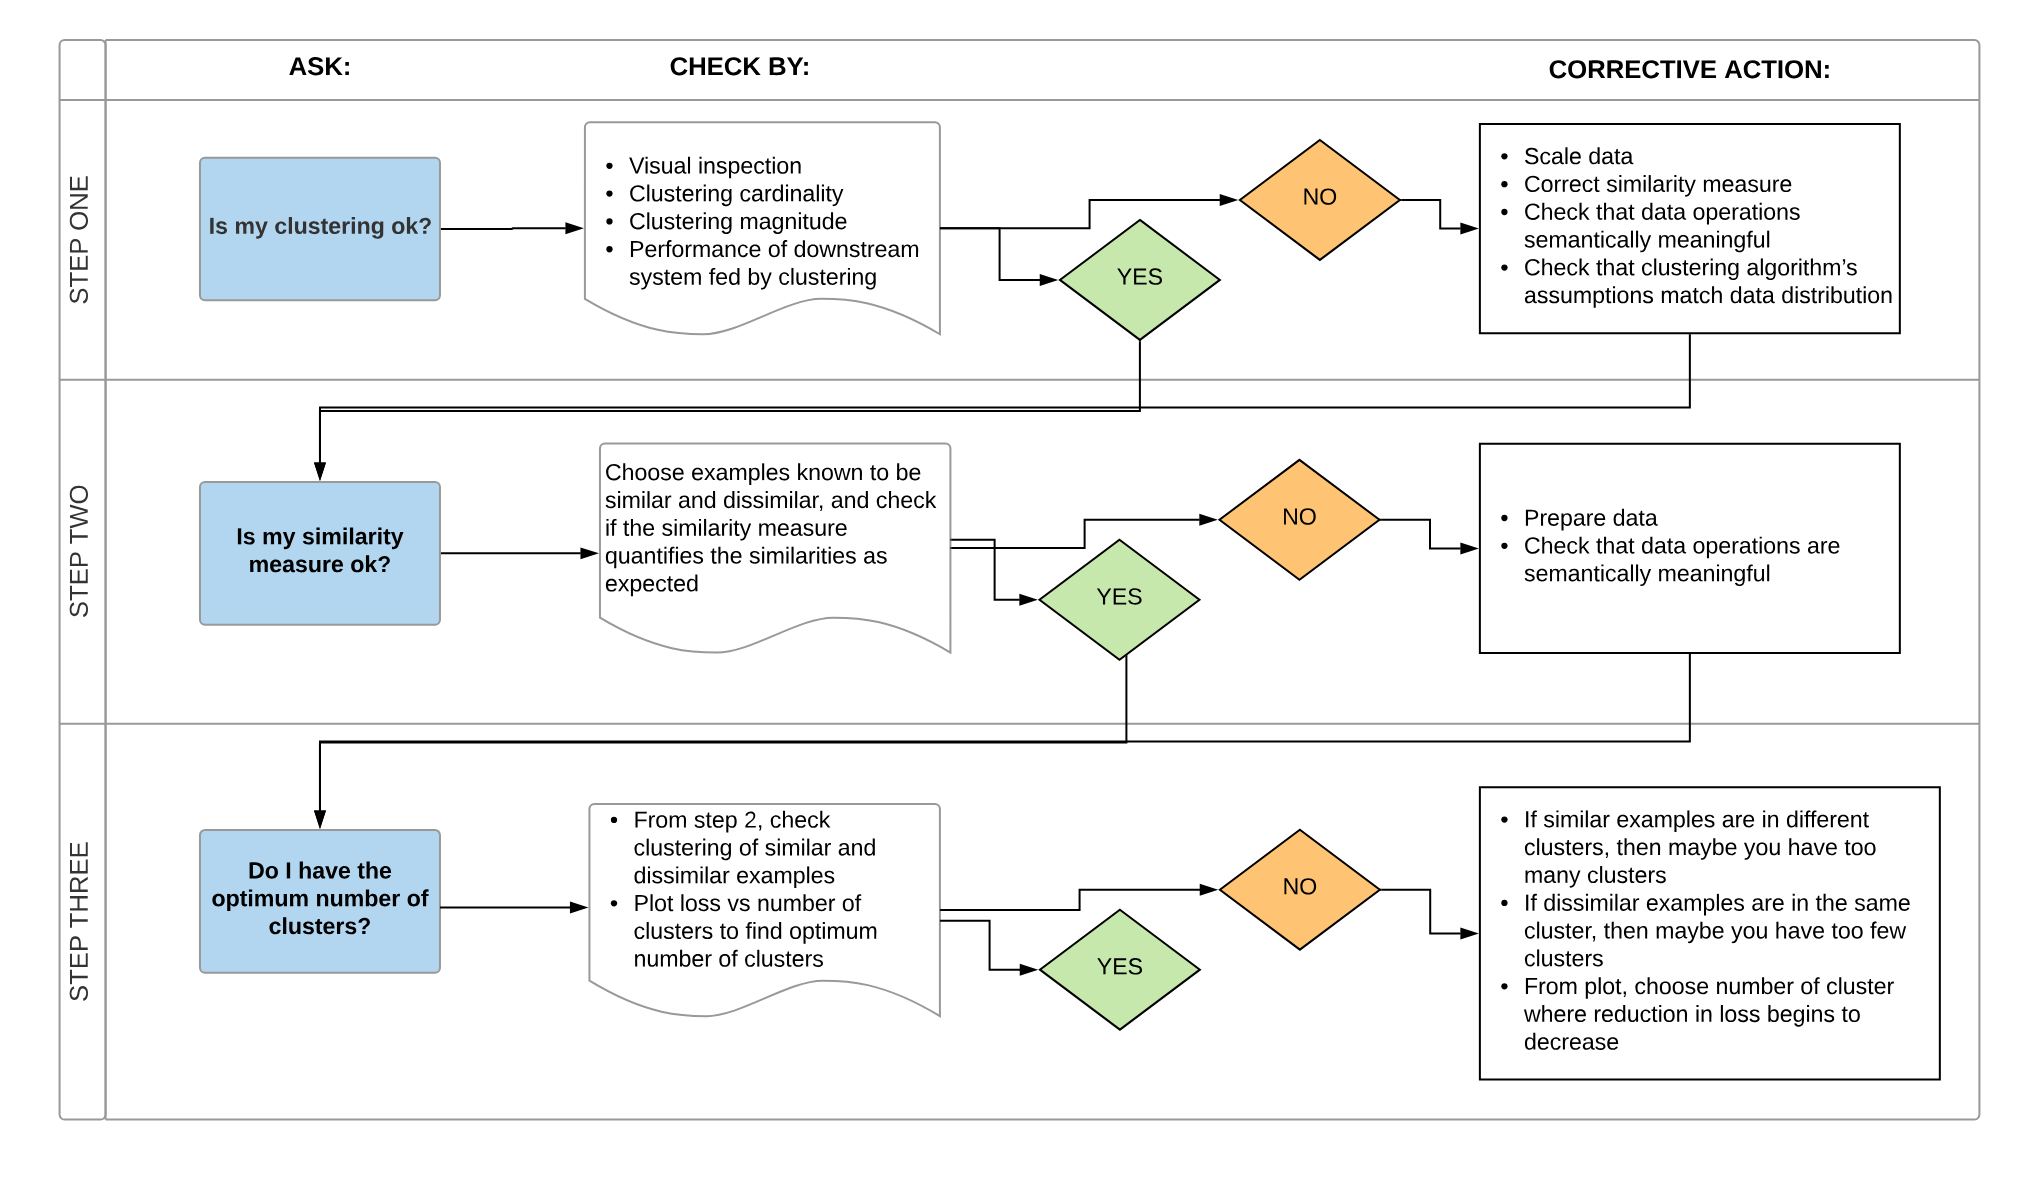 ASK:
CHECK BY:
CORRECTIVE ACTION:
STEP ONE
Is my clustering ok?
• Visual inspection
• Clustering cardinality
• Clustering magnitude
• Performance of downstream
system fed by clustering
NO
YES
• Scale data
• Correct similarity measure
• Check that data operations
semantically meaningful
• Check that clustering algorithm’s
assumptions match data distribution
STEP TWO
Is my similarity
measure ok?
Choose examples known to be
similar and dissimilar, and check
if the similarity measure
quantifies the similarities as
expected
NO
YES
• Prepare data
• Check that data operations are
semantically meaningful
STEP THREE
Do I have the
optimum number of
clusters?
• From step 2, check
clustering of similar and
dissimilar examples
• Plot loss vs number of
clusters to find optimum
number of clusters
NO
YES
• If similar examples are in different
clusters, then maybe you have too
many clusters
• If dissimilar examples are in the same
cluster, then maybe you have too few
clusters
• From plot, choose number of cluster
where reduction in loss begins to
decrease